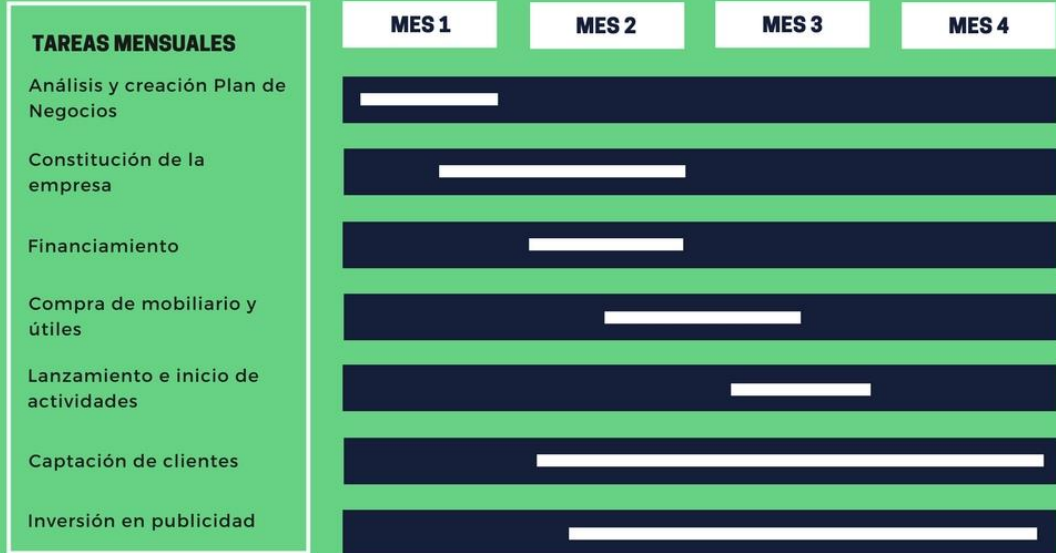 TAREAS MENSUALES
MES 1
MES 2
MES 3
MES 4
Análisis y creación Plan de
Negocios
Constitución de la
empresa
Financiamiento
Compra de mobiliario y
útiles
Lanzamiento e inicio de
actividades
Captación de clientes
Inversión en publicidad